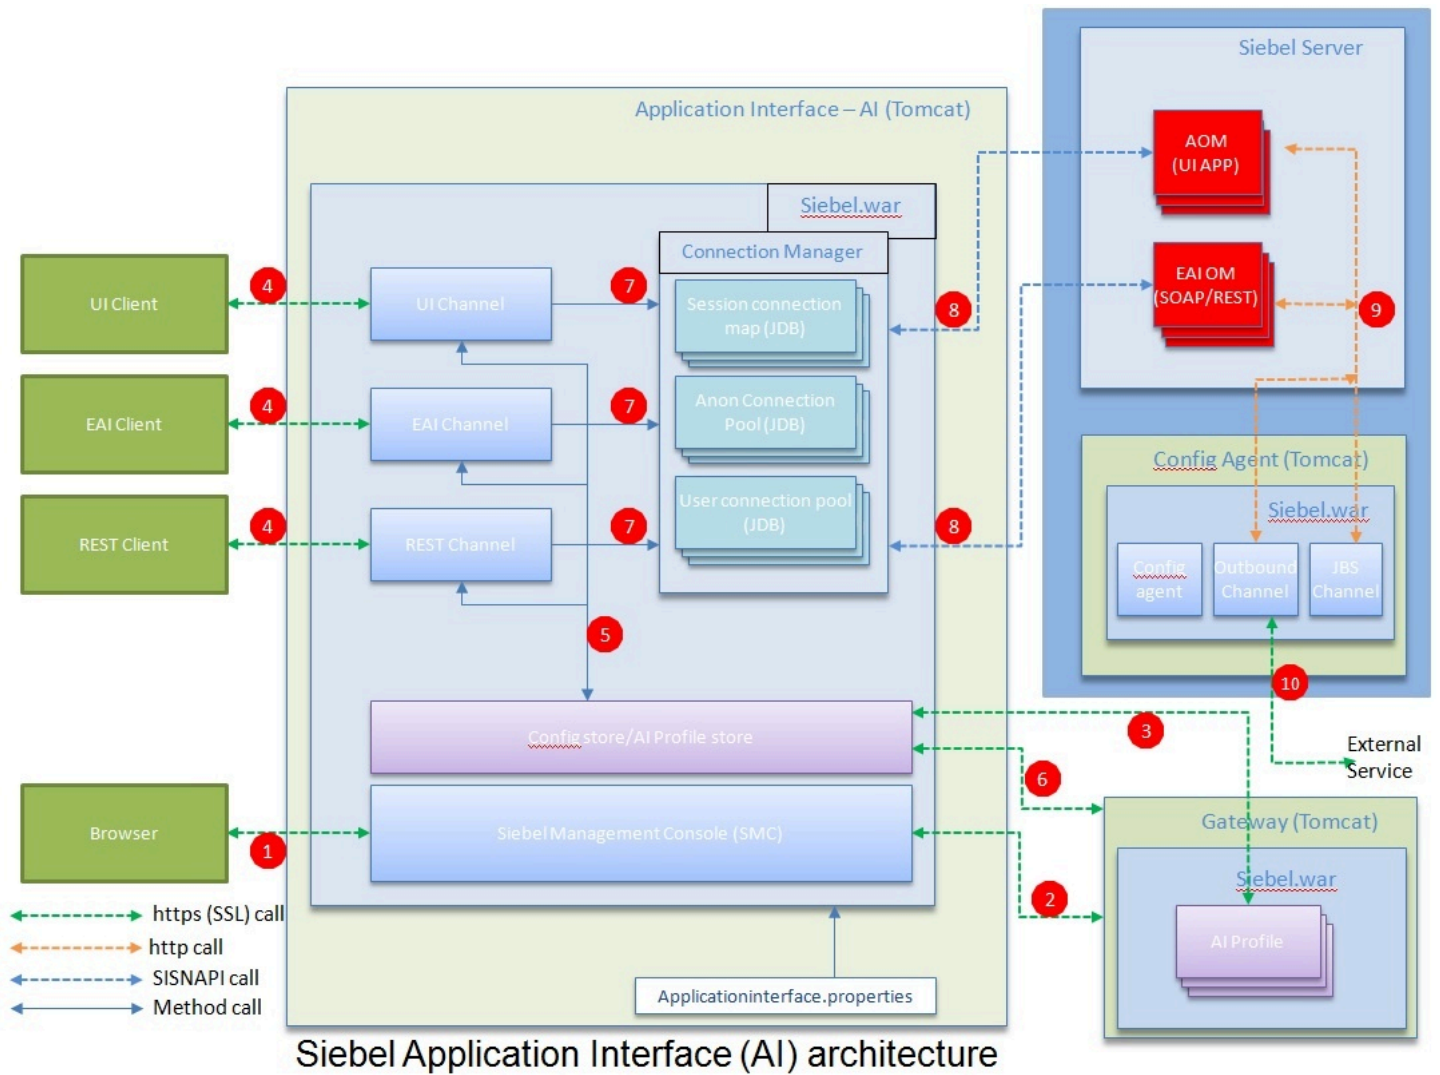 Siebel Server
Application Interface – AI (Tomcat)
AOM
(UI APP)
Siebel.war
Connection Manager
EAI OM
(SOAP/REST)
UI Client
4
UI Channel
7
Session connection
map (JDB)
8
9
EAI Client
4
EAI Channel
7
Anon Connection
Pool (JDB)
Config Agent (Tomcat)
Siebel.war
REST Client
4
REST Channel
7
User connection pool
(JDB)
8
Config
agent
Outbound
Channel
JBS
Channel
5
10
Config store/AI Profile store
3
External
Service
6
Browser
1
Siebel Management Console (SMC)
Gateway (Tomcat)
Siebel.war
2
AI Profile
https (SSL) call
http call
SISNAPI call
Method call
Applicationinterface.properties
Siebel Application Interface (AI) architecture